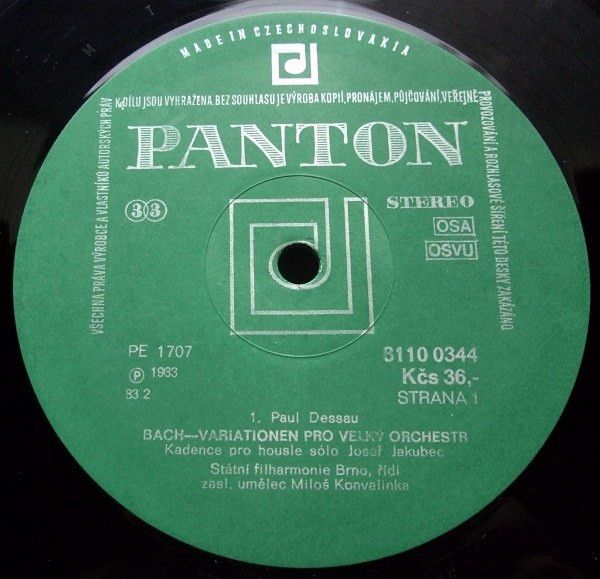 MADE IN CZECHOSLOVAKIA
VŠECHNA PRÁVA VÝROBCE A VLASTNÍKŮ AUTORSKÝCH PRÁV
K DÍLU JSOU VYHRAŽENA. BEZ SOUHLASU JE VÝROBA KOPIÍ, PRONÁJEM, PŮJČOVÁNÍ, VEŘEJNÉ
PROVOZOVÁNÍ A ROZHLASOVÉ ŠÍŘENÍ TÉTO DESKY ZAKÁZÁNO
PANTON
33
STEREO
OSA
OSVU
PE 1707
8110 0344
Ⓟ 1983
Kčs 36,-
83 2
STRANA 1
1. Paul Dessau
BACH—VARIATIONEN PRO VELKÝ ORCHESTR
Kadence pro housle sólo Josef Jakubec
Státní filharmonie Brno, řídí
zasl. umělec Miloš Konvalinka
M T